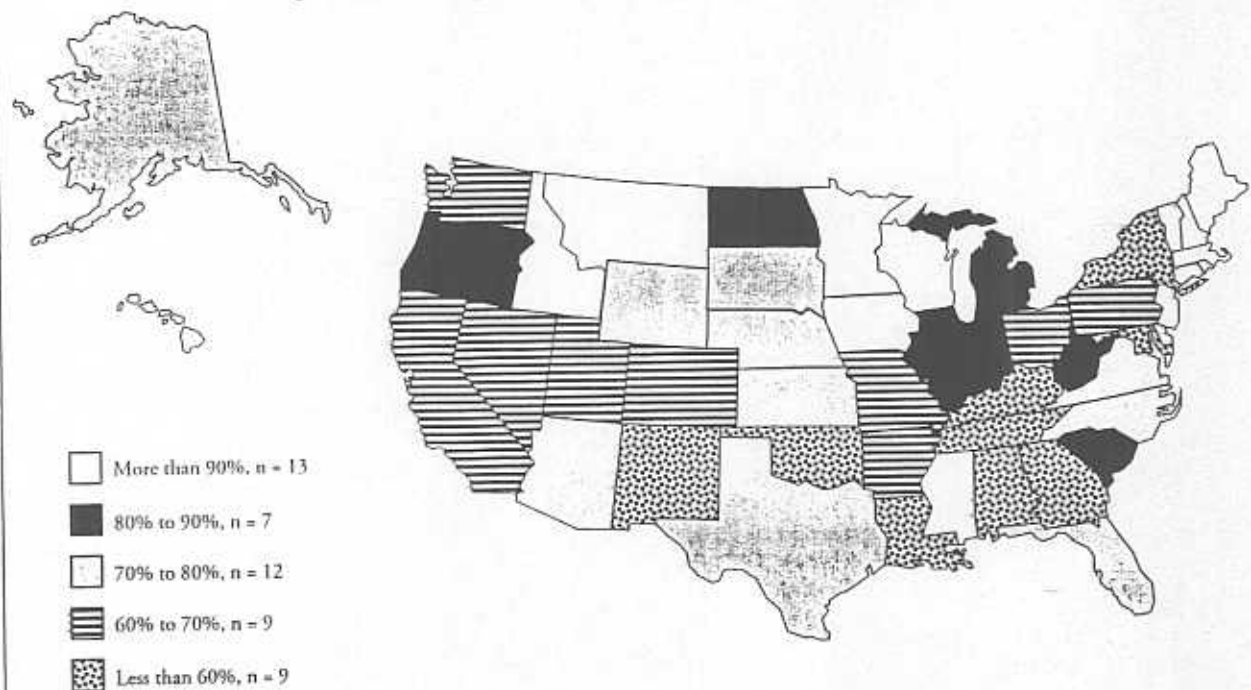 More than 90%, n = 13
80% to 90%, n = 7
70% to 80%, n = 12
60% to 70%, n = 9
Less than 60%, n = 9